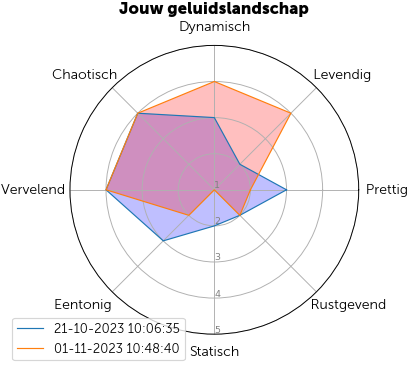 Jouw geluidslandschap
Dynamisch
Chaotisch
Levendig
Vervelend
Prettig
1
2
3
4
5
Eentonig
Rustgevend
Statisch
21-10-2023 10:06:35
01-11-2023 10:48:40